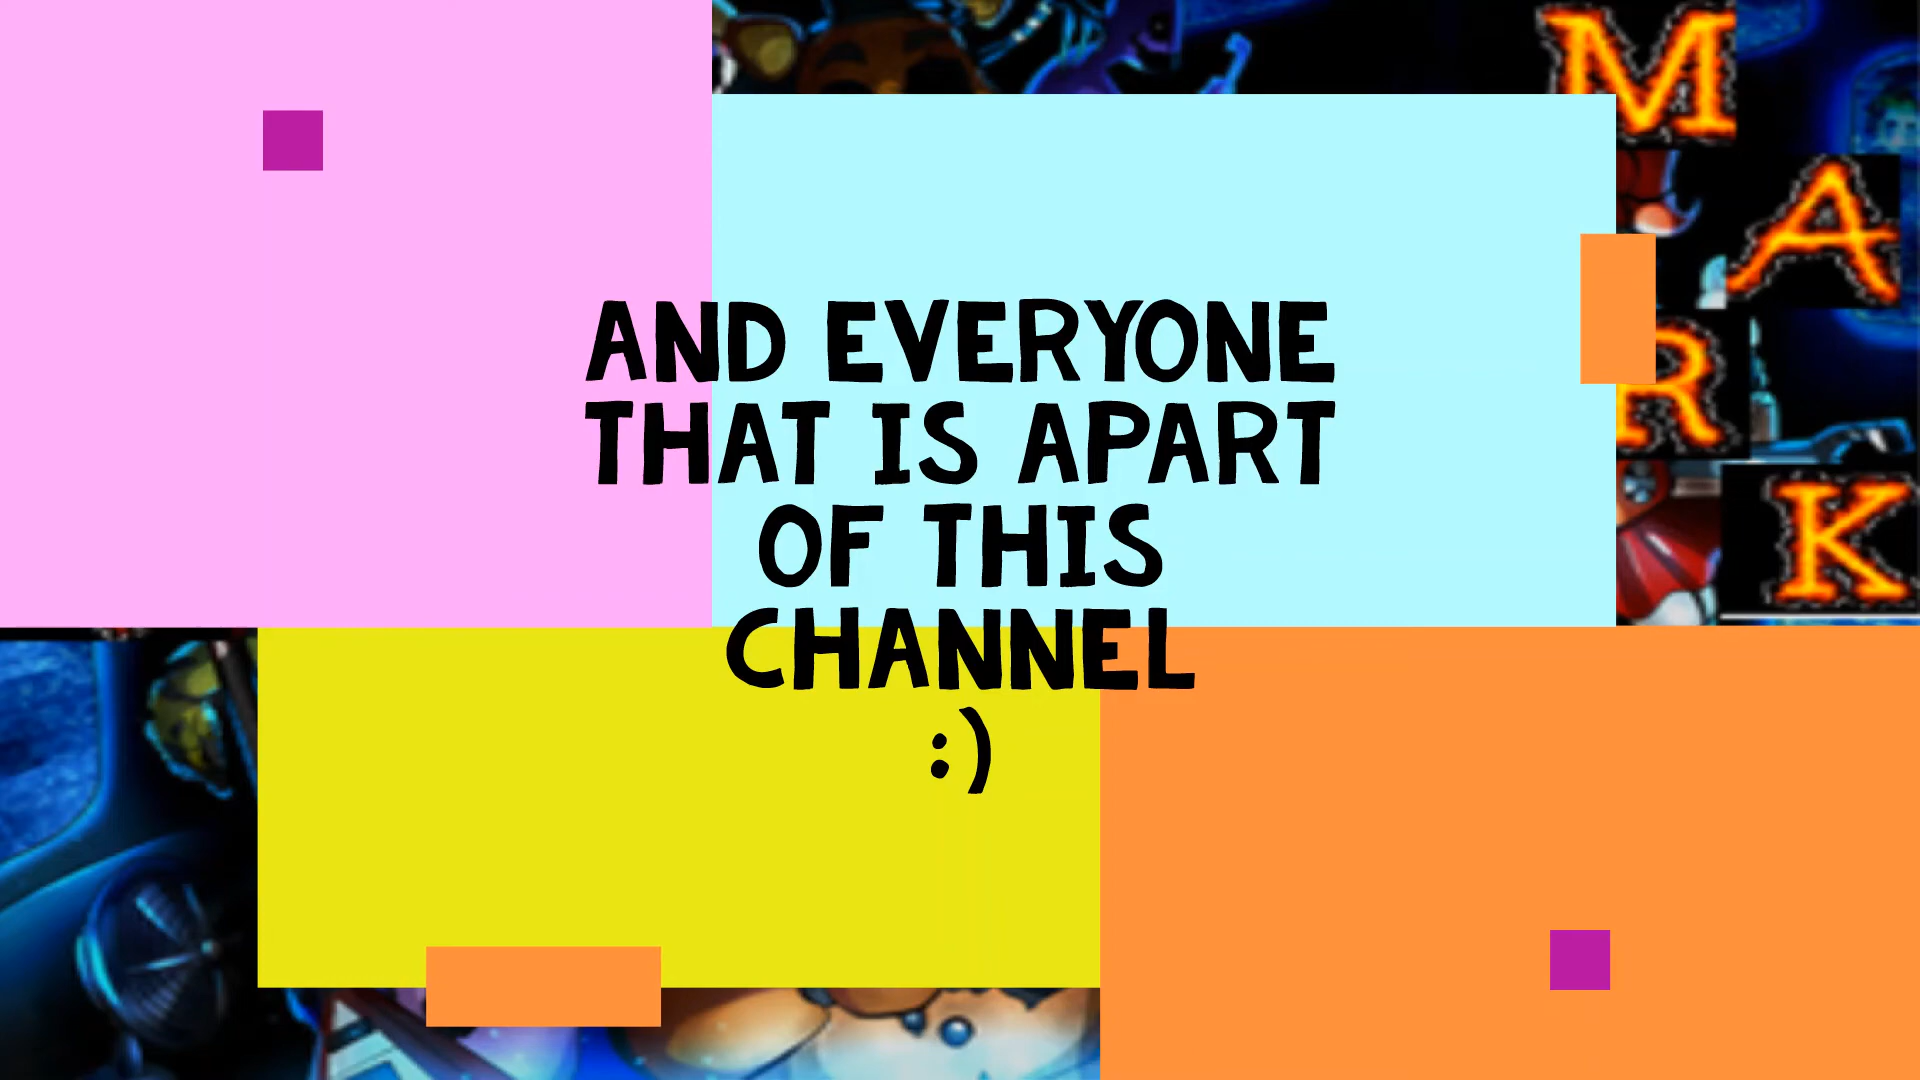 AND EVERYONE
THAT IS APART
OF THIS
CHANNEL
:)
M
A
R
K